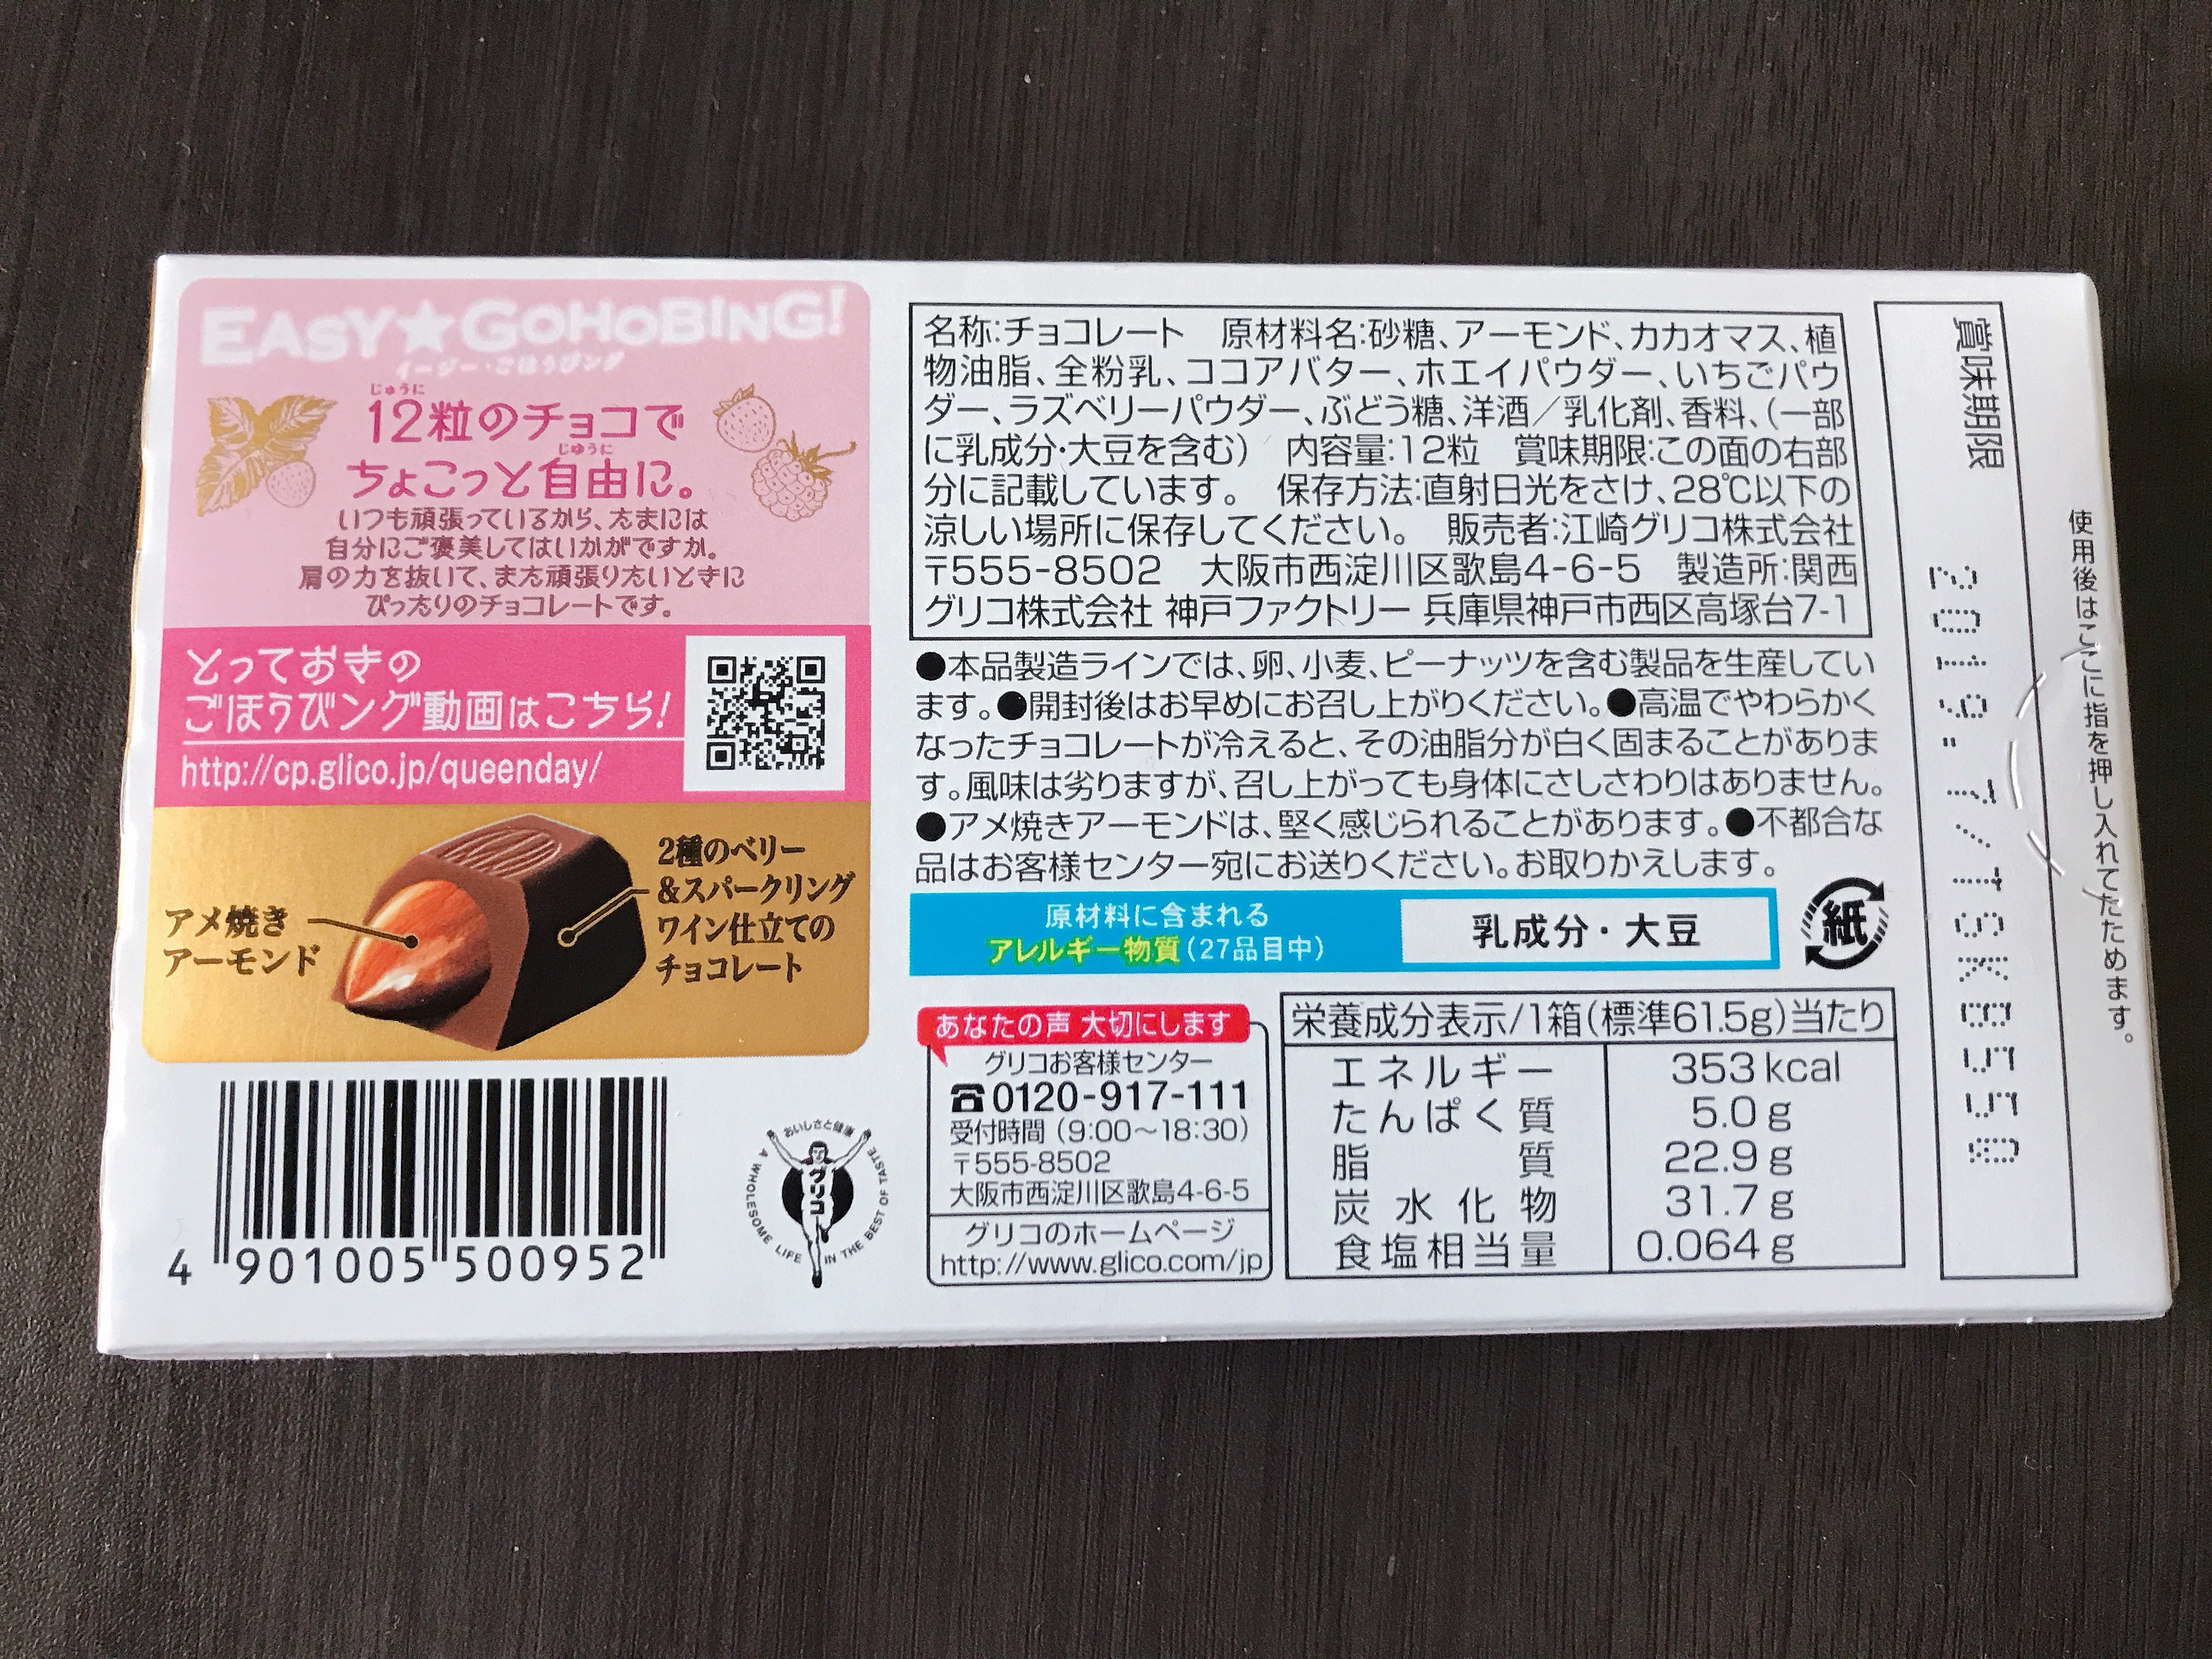 EASY★GOHOBING!
イージー・ごほうびング
じゅうに
12粒のチョコで
じゆうに
ちょこっと自由に。
いつも頑張っているから、たまには
自分にご褒美してはいかがですか。
肩の力を抜いて、また頑張りたいときに
ぴったりのチョコレートです。
とっておきの
ごほうびング動画はこちら!
http://cp.glico.jp/queenday/
アメ焼き
アーモンド
2種のベリー
&スパークリング
ワイン仕立ての
チョコレート
4 901005 500952
おいしさと健康
グリコ
A WHOLESOME LIFE IN THE BEST OF TASTE
名称:チョコレート 原材料名:砂糖、アーモンド、カカオマス、植
物油脂、全粉乳、ココアバター、ホエイパウダー、いちごパウ
ダー、ラズベリーパウダー、ぶどう糖、洋酒/乳化剤、香料、(一部
に乳成分・大豆を含む) 内容量:12粒 賞味期限:この面の右部
分に記載しています。 保存方法:直射日光をさけ、28℃以下の
涼しい場所に保存してください。 販売者:江崎グリコ株式会社
〒555-8502 大阪市西淀川区歌島4-6-5 製造所:関西
グリコ株式会社 神戸ファクトリー 兵庫県神戸市西区高塚台7-1
●本品製造ラインでは、卵、小麦、ピーナッツを含む製品を生産してい
ます。●開封後はお早めにお召し上がりください。●高温でやわらかく
なったチョコレートが冷えると、その油脂分が白く固まることがありま
す。風味は劣りますが、召し上がっても身体にさしさわりはありません。
●アメ焼きアーモンドは、堅く感じられることがあります。●不都合な
品はお客様センター宛にお送りください。お取りかえします。
原材料に含まれる
アレルギー物質(27品目中)
乳成分・大豆
紙
あなたの声 大切にします
グリコお客様センター
☎0120-917-111
受付時間(9:00～18:30)
〒555-8502
大阪市西淀川区歌島4-6-5
グリコのホームページ
http://www.glico.com/jp
栄養成分表示/1箱(標準61.5g)当たり
エネルギー 353kcal
たんぱく質 5.0g
脂質 22.9g
炭水化物 31.7g
食塩相当量 0.064g
賞味期限
2019.
使用後はここに指を押し入れてたためます。